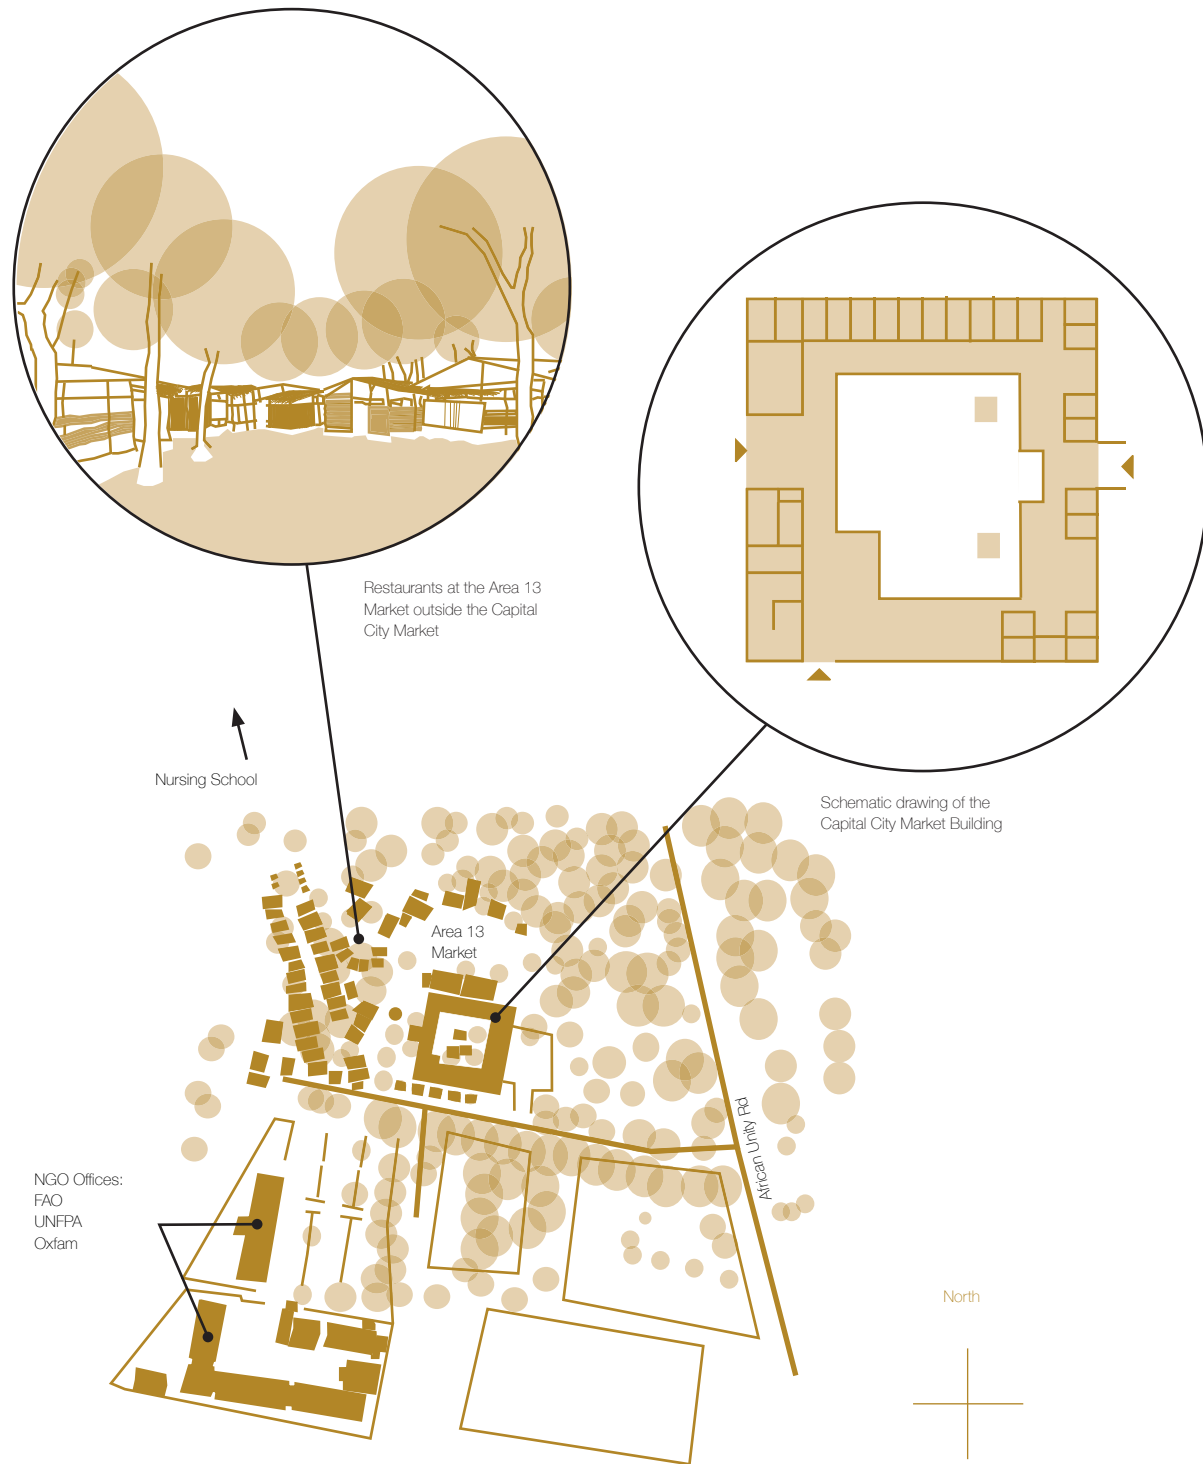 Restaurants at the Area 13
Market outside the Capital
City Market
Nursing School
Schematic drawing of the
Capital City Market Building
Area 13
Market
African Unity Rd
NGO Offices:
FAO
UNFPA
Oxfam
North